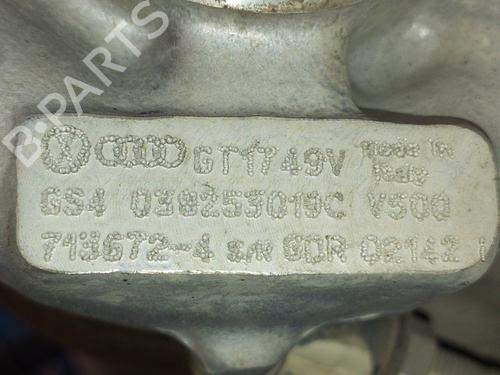 B-PARTS
GT1749V Made in Italy
GS4 038253019C V500
713672-4 S/N GDR 02142 i